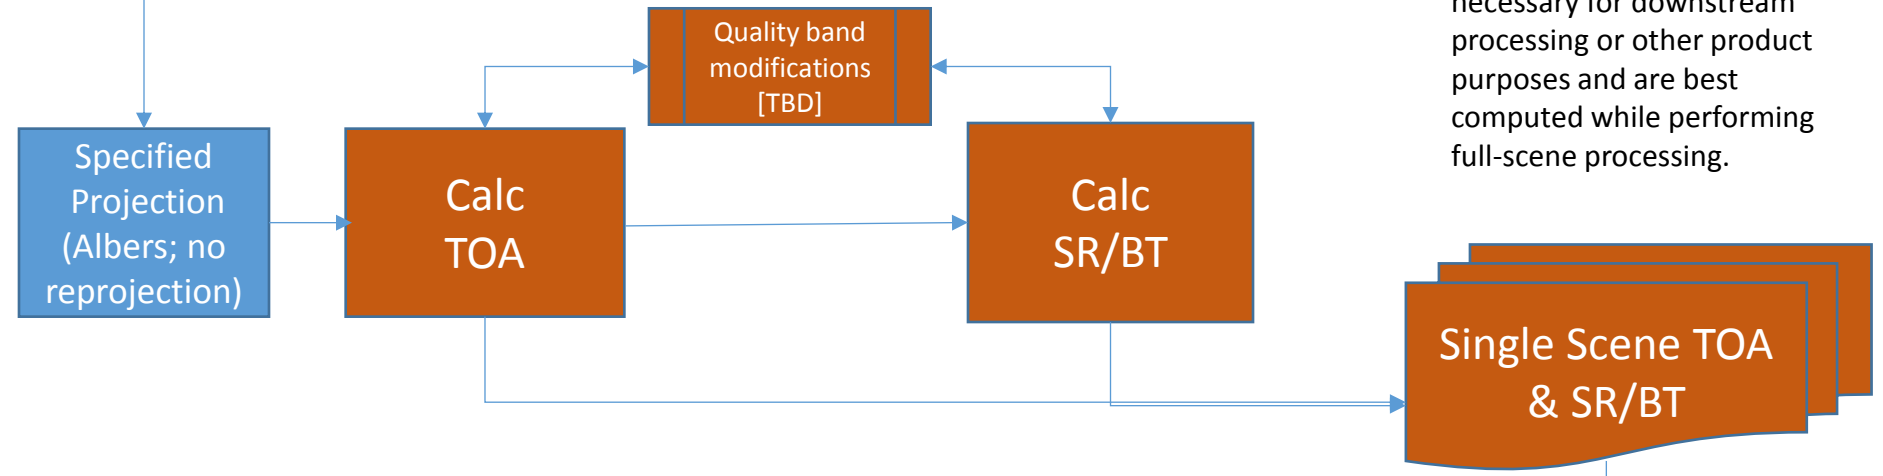 Quality band
modifications
[TBD]
necessary for downstream
processing or other product
purposes and are best
computed while performing
full-scene processing.
Specified
Projection
(Albers; no
reprojection)
Calc
TOA
Calc
SR/BT
Single Scene TOA
& SR/BT